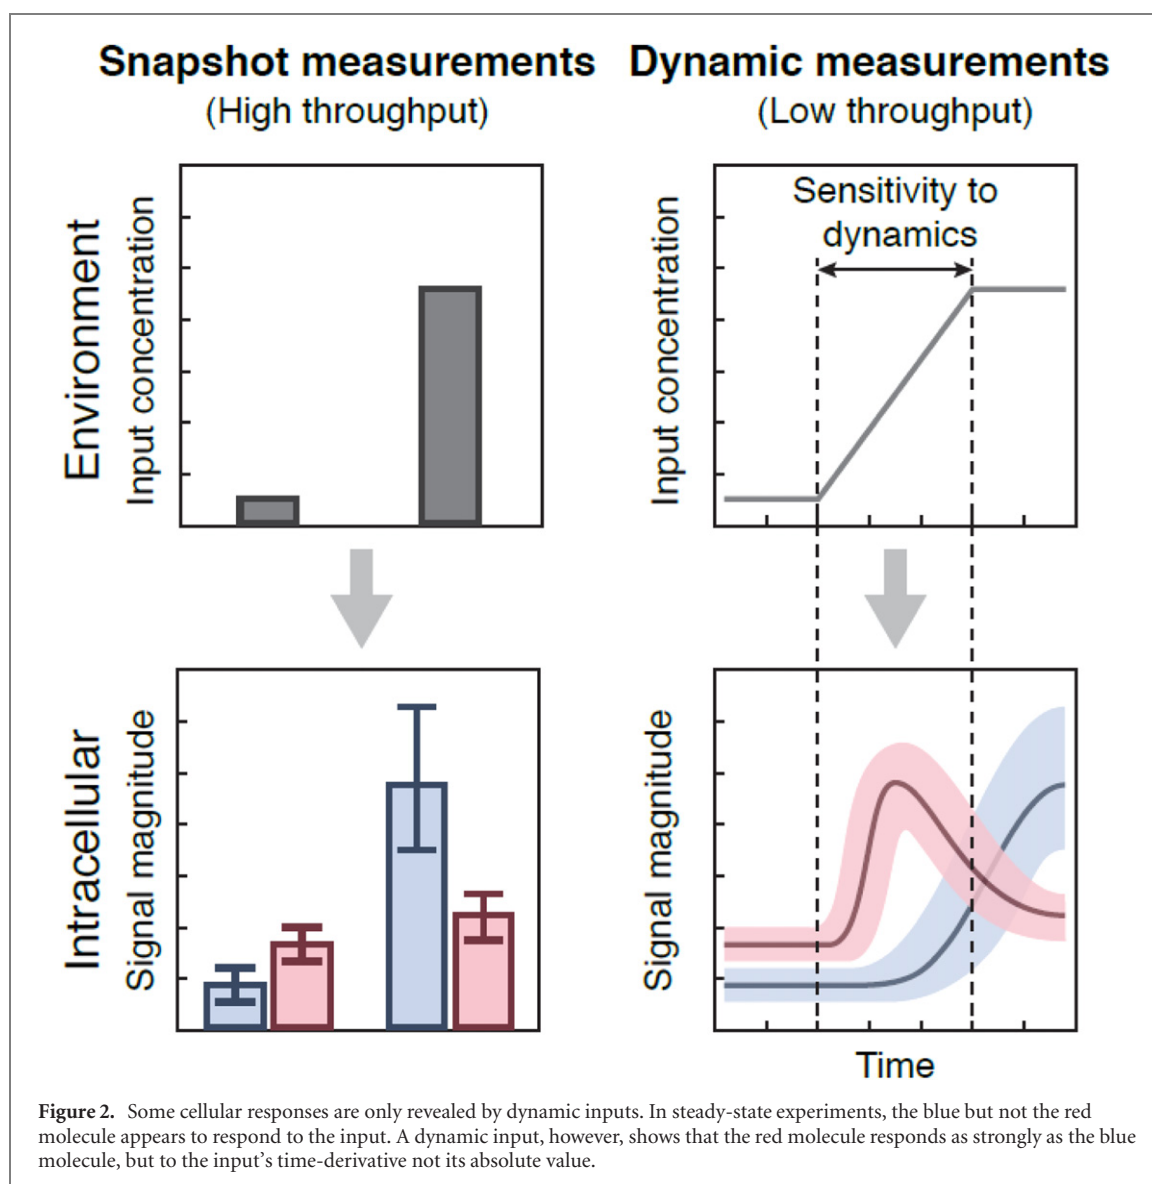 Snapshot measurements
(High throughput)
Dynamic measurements
(Low throughput)
Environment
Input concentration
Input concentration
Sensitivity to
dynamics
Intracellular
Signal magnitude
Signal magnitude
Time
Figure 2. Some cellular responses are only revealed by dynamic inputs. In steady-state experiments, the blue but not the red
molecule appears to respond to the input. A dynamic input, however, shows that the red molecule responds as strongly as the blue
molecule, but to the input's time-derivative not its absolute value.